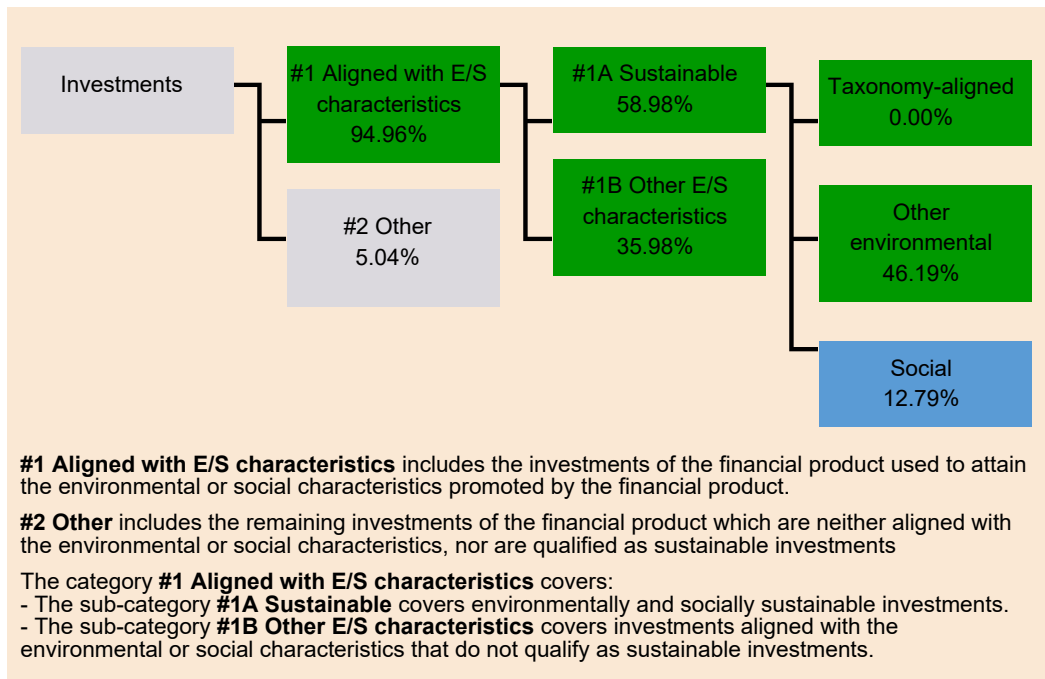 Investments
#1 Aligned with E/S
characteristics
94.96%
#2 Other
5.04%
#1A Sustainable
58.98%
#1B Other E/S
characteristics
35.98%
Taxonomy-aligned
0.00%
Other
environmental
46.19%
Social
12.79%
#1 Aligned with E/S characteristics includes the investments of the financial product used to attain
the environmental or social characteristics promoted by the financial product.
#2 Other includes the remaining investments of the financial product which are neither aligned with
the environmental or social characteristics, nor are qualified as sustainable investments
The category #1 Aligned with E/S characteristics covers:
- The sub-category #1A Sustainable covers environmentally and socially sustainable investments.
- The sub-category #1B Other E/S characteristics covers investments aligned with the
environmental or social characteristics that do not qualify as sustainable investments.